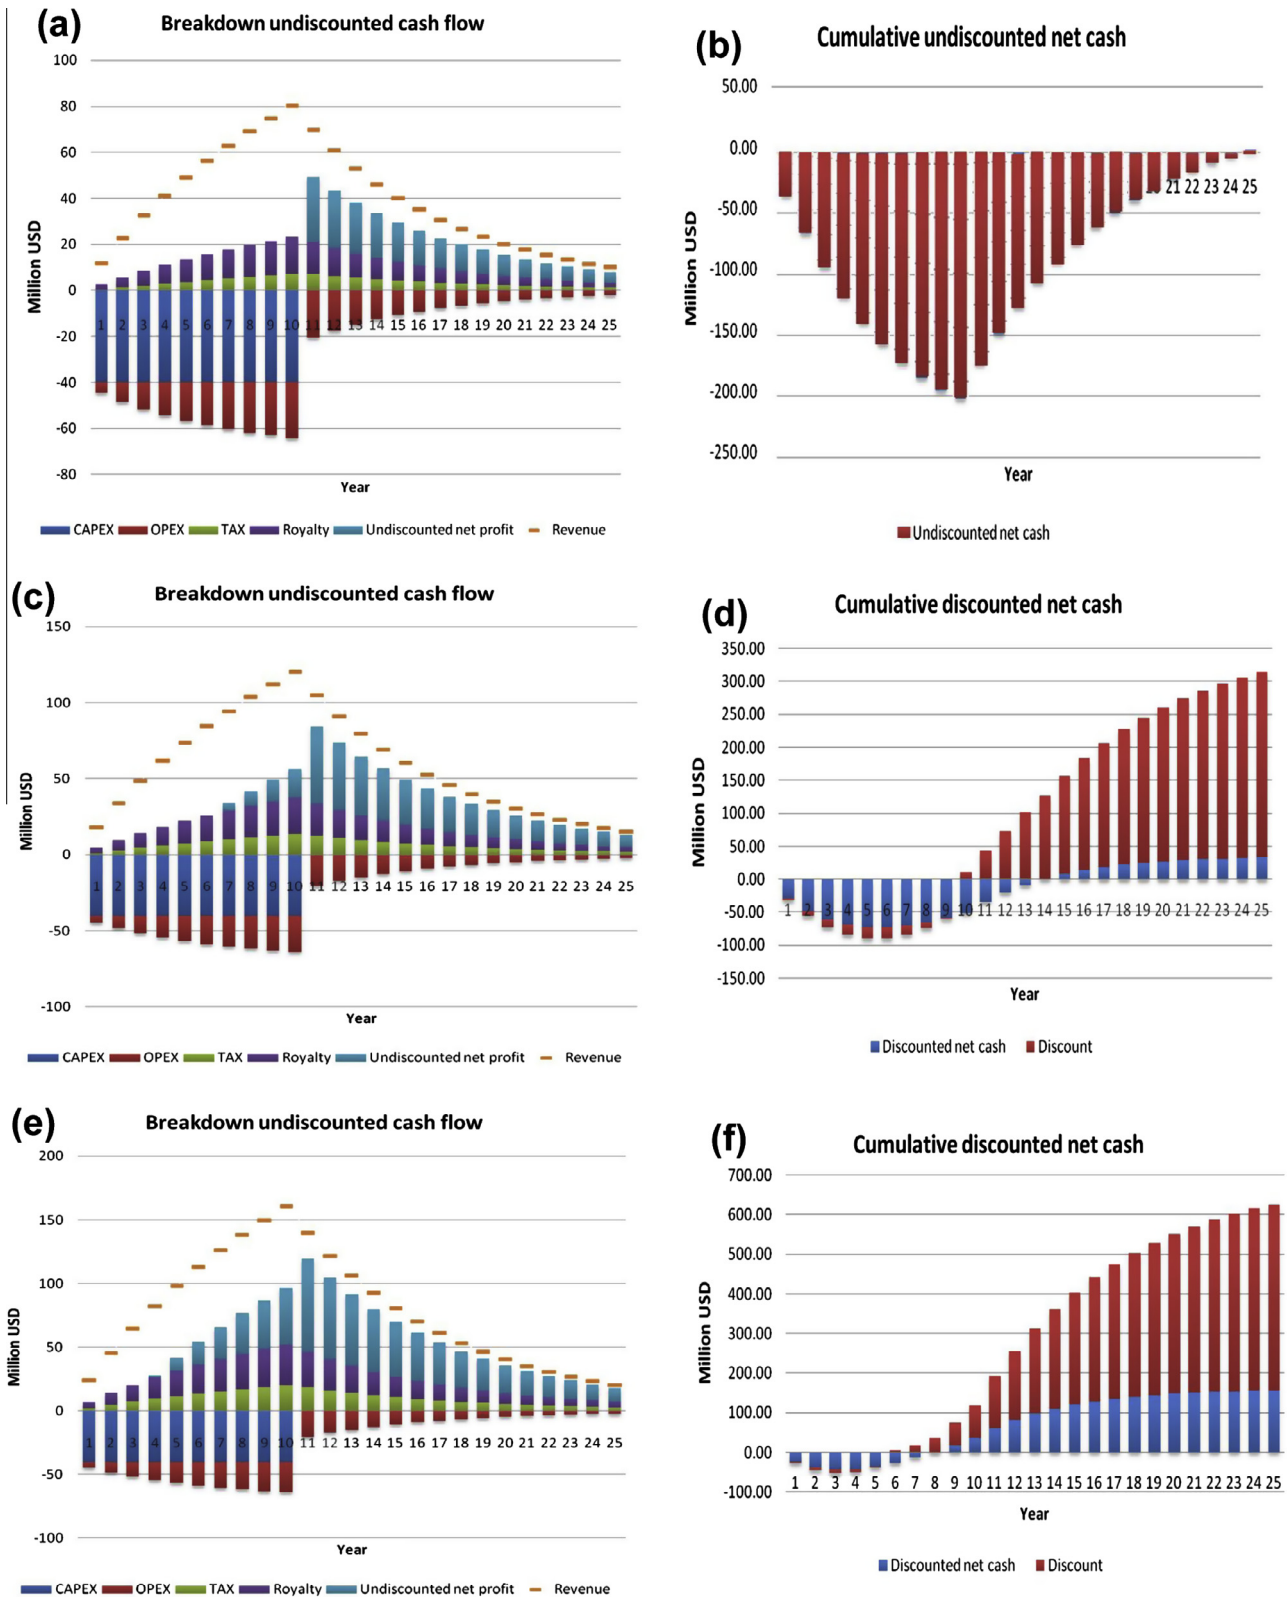 (a)
Breakdown undiscounted cash flow
100
80
60
40
20
0
-20
-40
-60
-80
Million USD
1 2 3 4 5 6 7 8 9 10 11 12 13 14 15 16 17 18 19 20 21 22 23 24 25
Year
CAPEX OPEX TAX Royalty Undiscounted net profit Revenue
(b)
Cumulative undiscounted net cash
50.00
0.00
-50.00
-100.00
-150.00
-200.00
-250.00
Million USD
21 22 23 24 25
Year
Undiscounted net cash
(c)
Breakdown undiscounted cash flow
150
100
50
0
-50
-100
Million USD
1 2 3 4 5 6 7 8 9 10 11 12 13 14 15 16 17 18 19 20 21 22 23 24 25
Year
CAPEX OPEX TAX Royalty Undiscounted net profit Revenue
(d)
Cumulative discounted net cash
350.00
300.00
250.00
200.00
150.00
100.00
50.00
0.00
-50.00
-100.00
-150.00
Million USD
1 2 3 4 5 6 7 8 9 10 11 12 13 14 15 16 17 18 19 20 21 22 23 24 25
Year
Discounted net cash Discount
(e)
Breakdown undiscounted cash flow
200
150
100
50
0
-50
-100
Million USD
1 2 3 4 5 6 7 8 9 10 11 12 13 14 15 16 17 18 19 20 21 22 23 24 25
Year
CAPEX OPEX TAX Royalty Undiscounted net profit Revenue
(f)
Cumulative discounted net cash
700.00
600.00
500.00
400.00
300.00
200.00
100.00
0.00
-100.00
Million USD
1 2 3 4 5 6 7 8 9 10 11 12 13 14 15 16 17 18 19 20 21 22 23 24 25
Year
Discounted net cash Discount